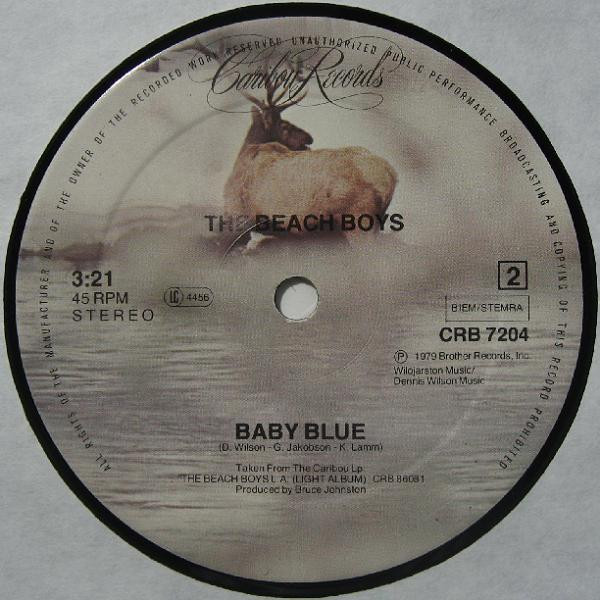 ALL RIGHTS OF THE MANUFACTURER AND OF THE OWNER OF THE RECORDED WORK RESERVED UNAUTHORIZED PUBLIC PERFORMANCE BROADCASTING AND COPYING OF THIS RECORD PROHIBITED
Caribou Records
THE BEACH BOYS
3:21
45 RPM
STEREO
LC 4456
2
BIEM/STEMRA
CRB 7204
Ⓟ 1979 Brother Records, Inc.
Wilojarston Music/
Dennis Wilson Music
BABY BLUE
(D. Wilson - G. Jakobson - K. Lamm)
Taken From The Caribou Lp:
"THE BEACH BOYS L.A. (LIGHT ALBUM) CRB 86081
Produced by Bruce Johnston